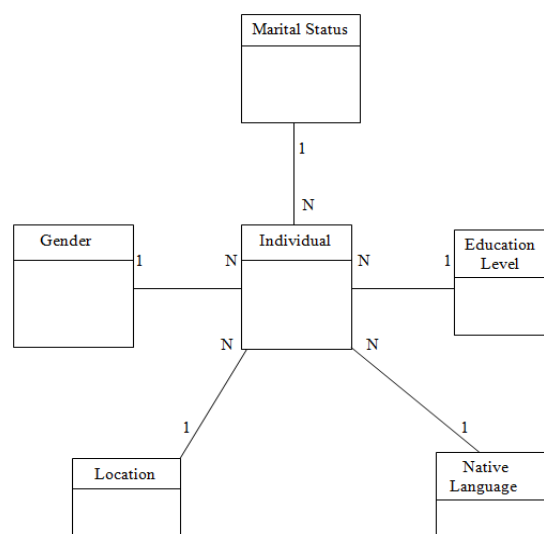 Marital Status
1
N
Gender
Individual
Education
Level
1
N
N
1
N
N
1
1
Location
Native
Language